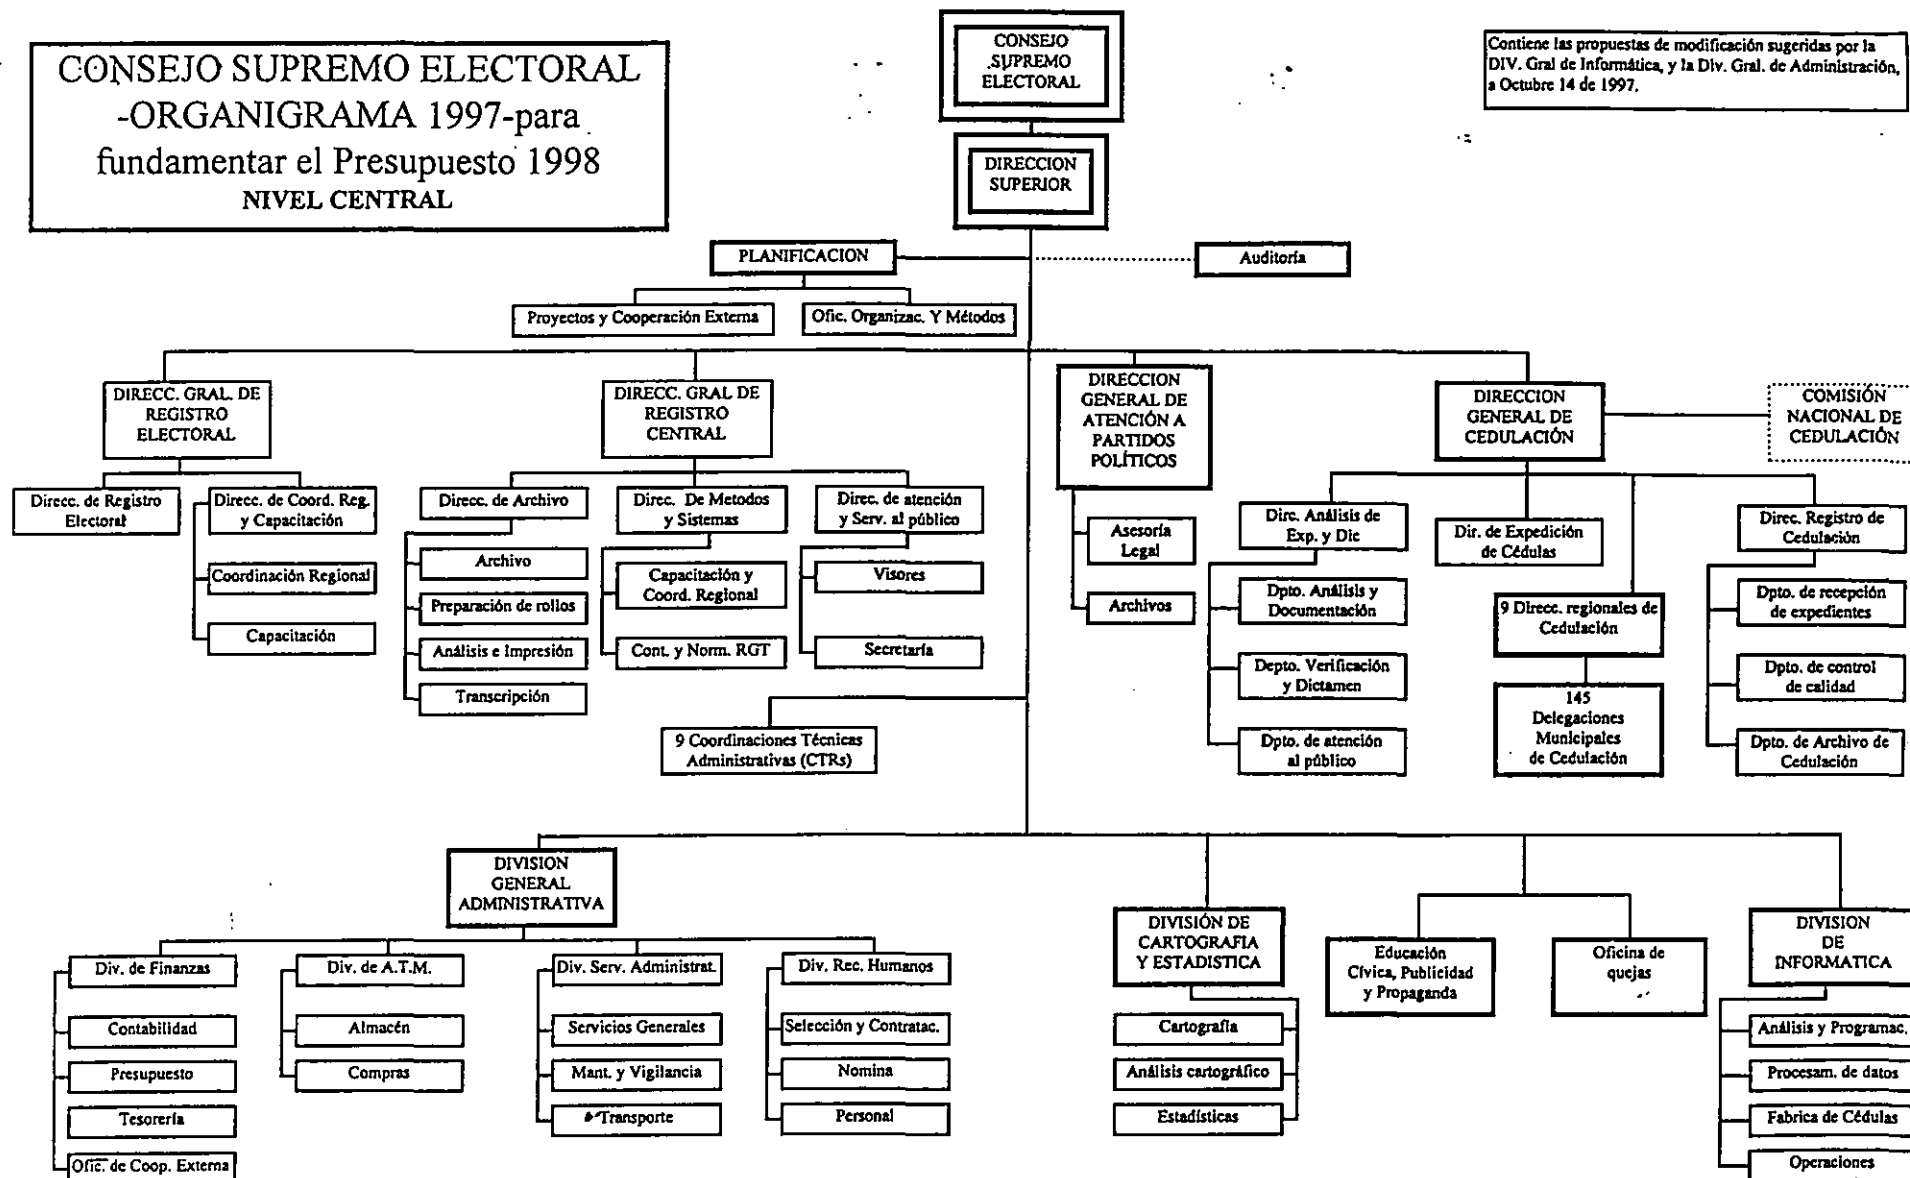 CONSEJO SUPREMO ELECTORAL
-ORGANIGRAMA 1997-para
fundamentar el Presupuesto 1998
NIVEL CENTRAL
CONSEJO
SUPREMO
ELECTORAL
Contiene las propuestas de modificación sugeridas por la
DIV. Gral de Informática, y la Div. Gral. de Administración,
a Octubre 14 de 1997.
DIRECCION
SUPERIOR
PLANIFICACION
Auditoría
Proyectos y Cooperación Externa
Ofic. Organizac. Y Métodos
DIRECC. GRAL. DE
REGISTRO
ELECTORAL
DIRECC. GRAL DE
REGISTRO
CENTRAL
DIRECCION
GENERAL DE
ATENCIÓN A
PARTIDOS
POLÍTICOS
DIRECCION
GENERAL DE
CEDULACIÓN
COMISIÓN
NACIONAL DE
CEDULACIÓN
Direcc. de Registro
Electoral
Direcc. de Coord. Reg.
y Capacitación
Coordinación Regional
Capacitación
Direcc. de Archivo
Archivo
Preparación de rollos
Análisis e Impresión
Transcripción
Direc. De Metodos
y Sistemas
Capacitación y
Coord. Regional
Cont. y Norm. RGT
Direc. de atención
y Serv. al público
Visores
Secretaría
Asesoría
Legal
Archivos
Dirc. Análisis de
Exp. y Dic
Dpto. Análisis y
Documentación
Depto. Verificación
y Dictamen
Dpto. de atención
al público
Dir. de Expedición
de Cédulas
9 Direcc. regionales de
Cedulación
145
Delegaciones
Municipales
de Cedulación
Direc. Registro de
Cedulación
Dpto. de recepción
de expedientes
Dpto. de control
de calidad
Dpto. de Archivo de
Cedulación
9 Coordinaciones Técnicas
Administrativas (CTRs)
DIVISION
GENERAL
ADMINISTRATIVA
DIVISIÓN DE
CARTOGRAFIA
Y ESTADISTICA
Educación
Cívica, Publicidad
y Propaganda
Oficina de
quejas
DIVISION
DE
INFORMATICA
Div. de Finanzas
Contabilidad
Presupuesto
Tesorería
Ofic. de Coop. Externa
Div. de A.T.M.
Almacén
Compras
Div. Serv. Administrat.
Servicios Generales
Mant. y Vigilancia
Transporte
Div. Rec. Humanos
Selección y Contratac.
Nomina
Personal
Cartografía
Análisis cartográfico
Estadísticas
Análisis y Programac.
Procesam. de datos
Fabrica de Cédulas
Operaciones